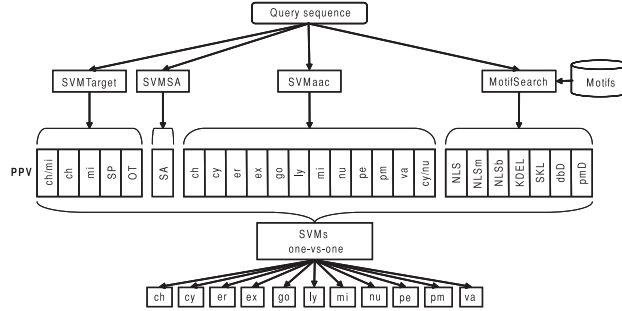 Query sequence
SVMTarget
SVMSA
SVMaac
MotifSearch
Motifs
PPV
ch/mi
ch
mi
SP
OT
SA
ch
cy
er
ex
go
ly
mi
nu
pe
pm
va
cy/nu
NLS
NLSm
NLSb
KDEL
SKL
dbD
pmD
SVMs
one-vs-one
ch
cy
er
ex
go
ly
mi
nu
pe
pm
va